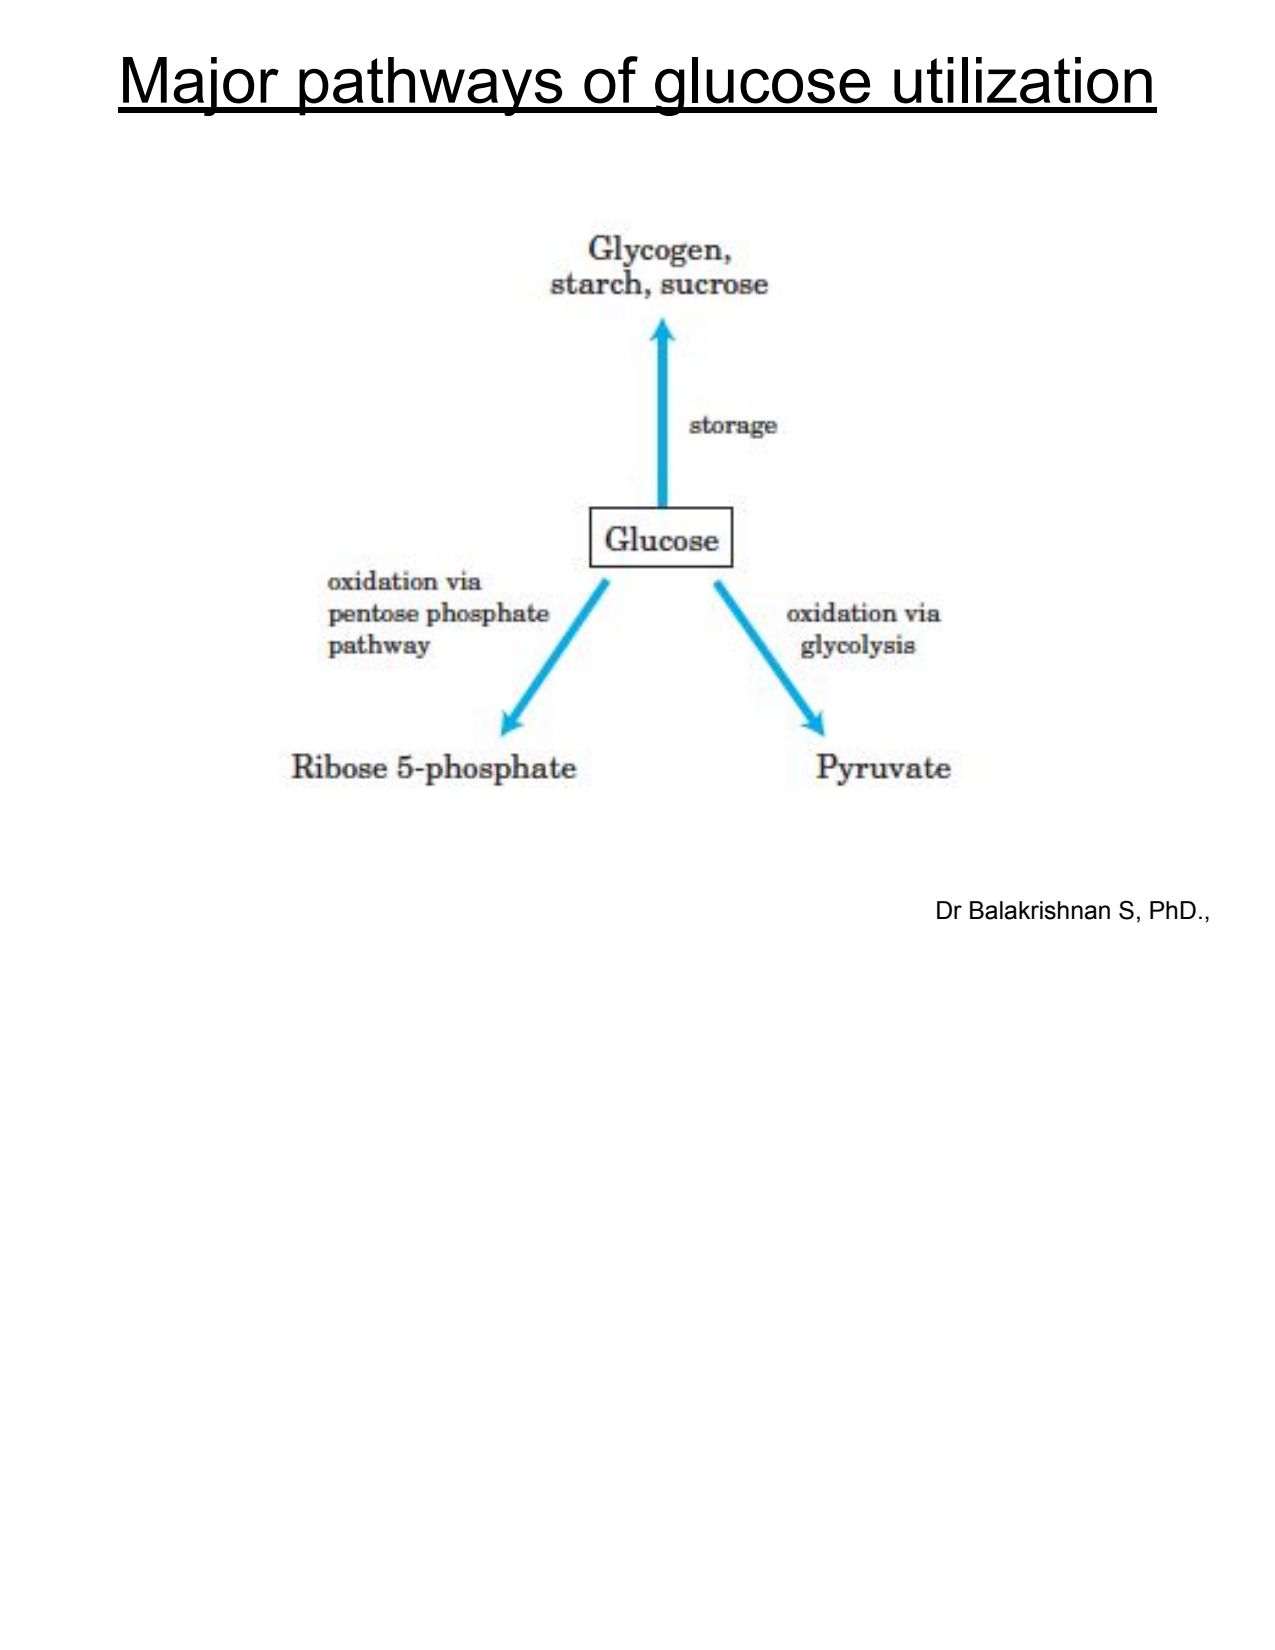 Major pathways of glucose utilization
Glycogen,
starch, sucrose
storage
Glucose
oxidation via
pentose phosphate
pathway
oxidation via
glycolysis
Ribose 5-phosphate
Pyruvate
Dr Balakrishnan S, PhD.,